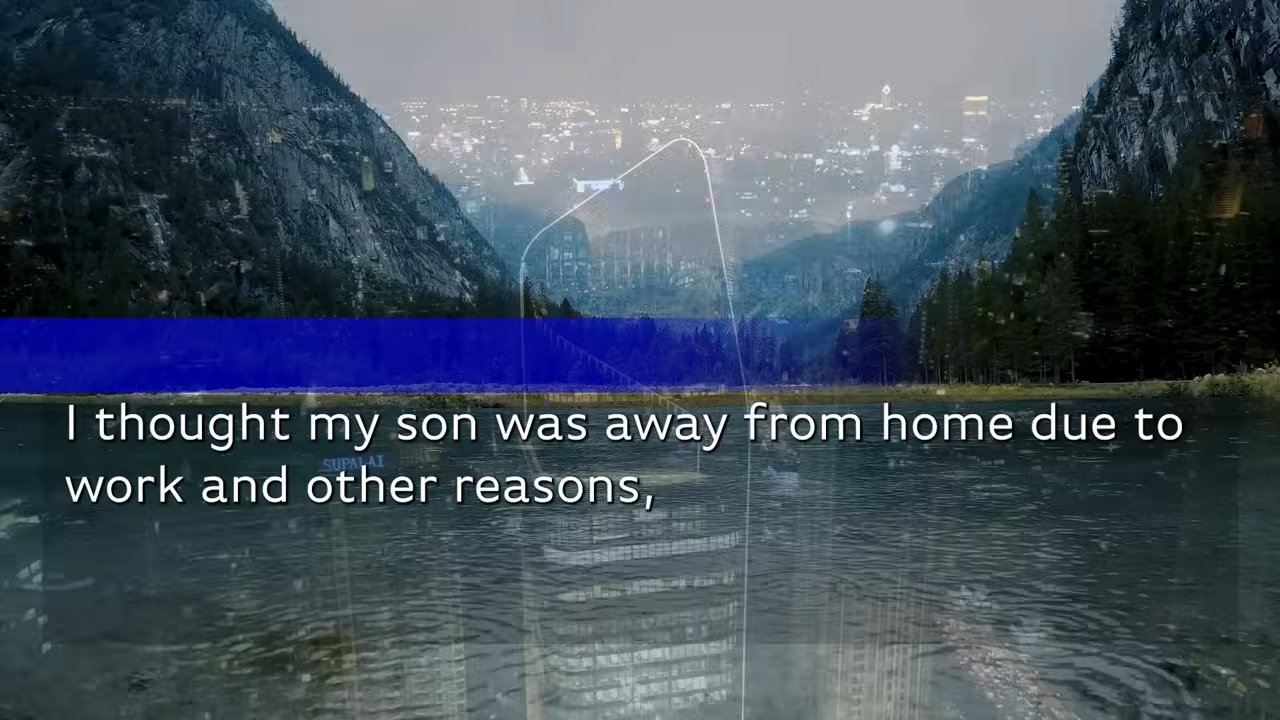 I thought my son was away from home due to
work and other reasons,
SUPALAI